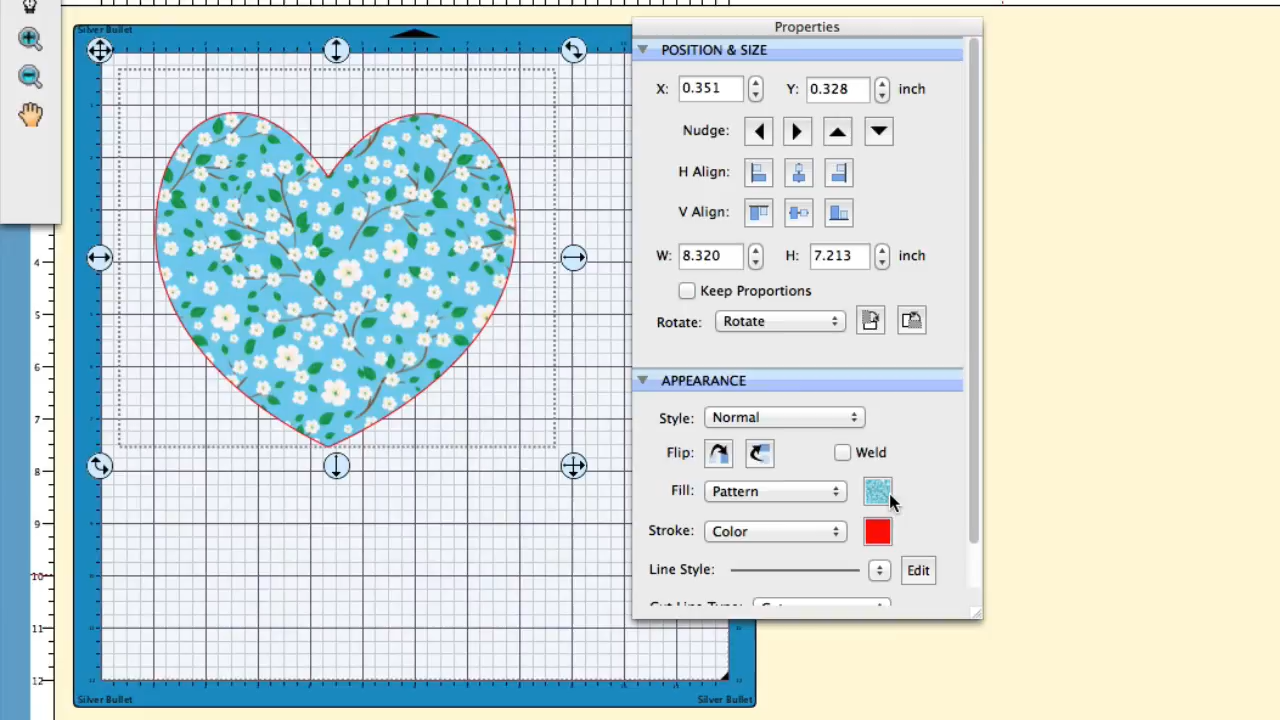 Silver Bullet
Properties
POSITION & SIZE
X: 0.351 Y: 0.328 inch
Nudge:
H Align:
V Align:
W: 8.320 H: 7.213 inch
Keep Proportions
Rotate: Rotate
APPEARANCE
Style: Normal
Flip: Weld
Fill: Pattern
Stroke: Color
Line Style: Edit
4
5
6
7
8
9
10
11
12
Silver Bullet Silver Bullet